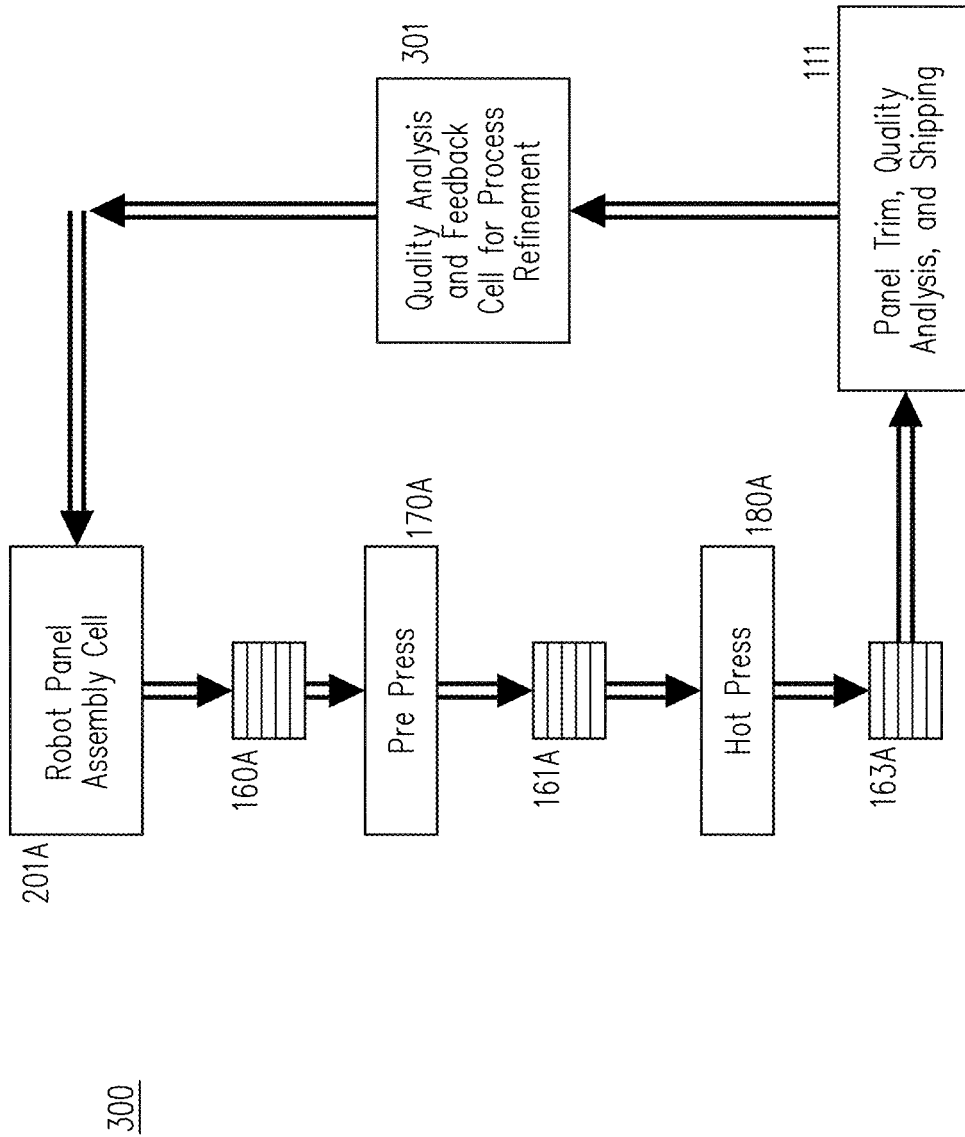 300
201A
Robot Panel
Assembly Cell
160A
Pre Press
170A
161A
Hot Press
180A
163A
Panel Trim, Quality
Analysis, and Shipping
111
Quality Analysis
and Feedback
Cell for Process
Refinement
301